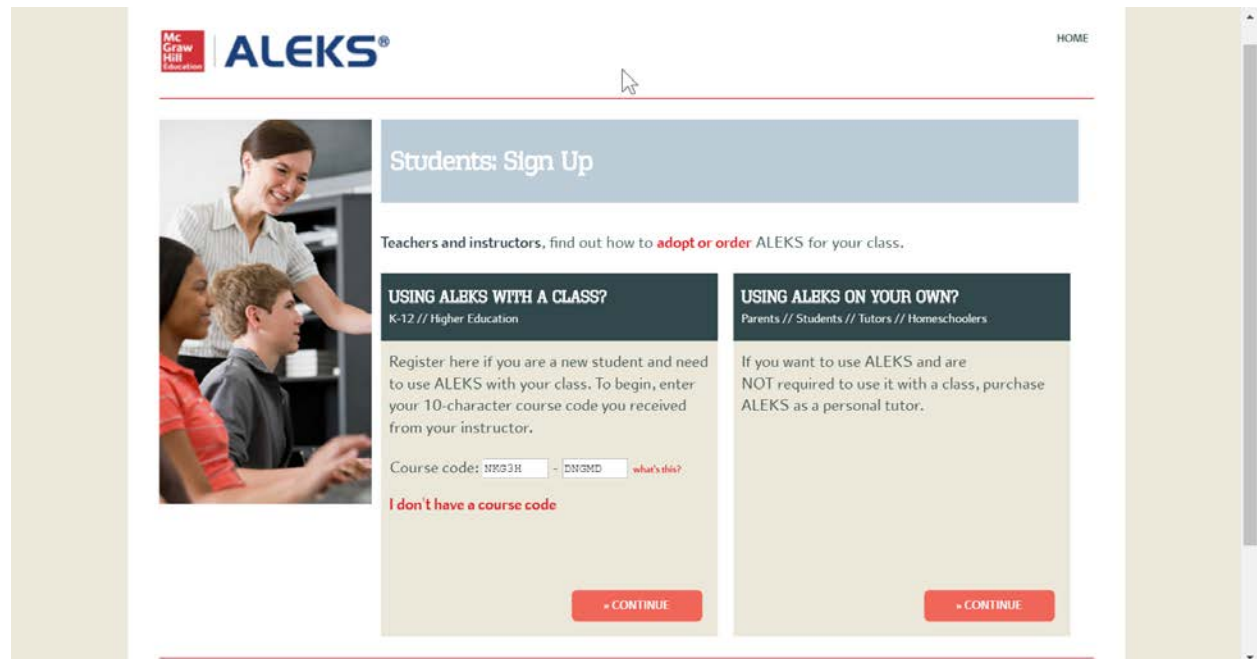 Mc
Graw
Hill
Education
ALEKS®
HOME
Students: Sign Up
Teachers and instructors, find out how to adopt or order ALEKS for your class.
USING ALEKS WITH A CLASS?
K-12 // Higher Education
Register here if you are a new student and need
to use ALEKS with your class. To begin, enter
your 10-character course code you received
from your instructor.
Course code: NKG3H - DNGMD what's this?
I don't have a course code
» CONTINUE
USING ALEKS ON YOUR OWN?
Parents // Students // Tutors // Homeschoolers
If you want to use ALEKS and are
NOT required to use it with a class, purchase
ALEKS as a personal tutor.
» CONTINUE